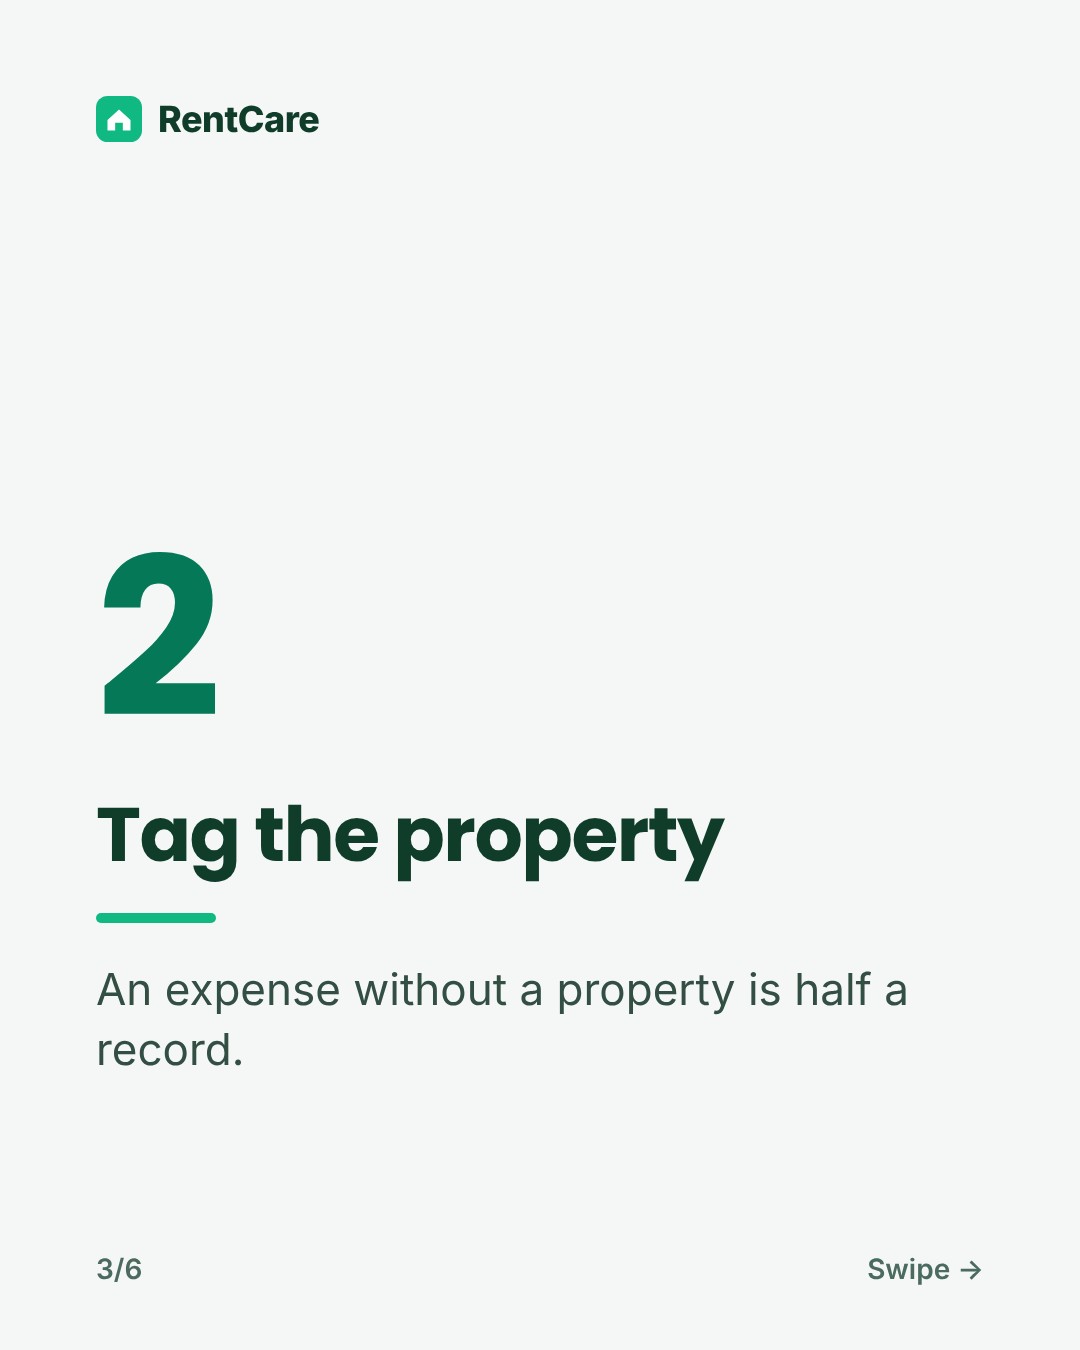 RentCare
2
Tag the property
An expense without a property is half a
record.
3/6
Swipe →